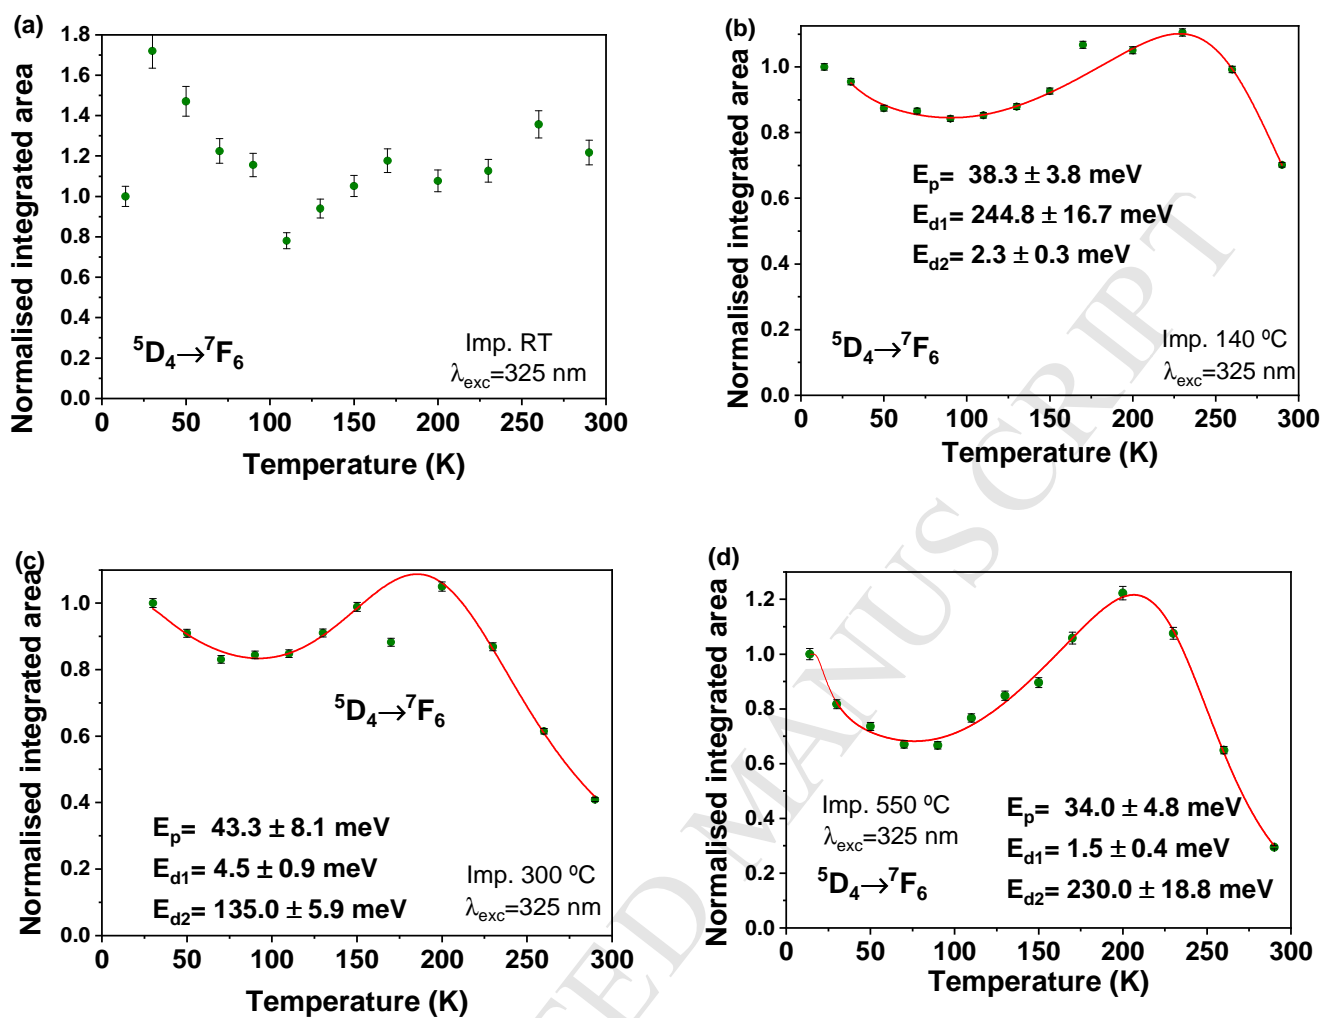 (a)
1.8
1.6
1.4
1.2
1.0
0.8
0.6
0.4
0.2
0.0
Normalised integrated area
⁵D₄→⁷F₆
Imp. RT
λexc=325 nm
0 50 100 150 200 250 300
Temperature (K)
(b)
1.0
0.8
0.6
0.4
0.2
0.0
Normalised integrated area
Eₚ= 38.3 ± 3.8 meV
Ed1= 244.8 ± 16.7 meV
Ed2= 2.3 ± 0.3 meV
⁵D₄→⁷F₆
Imp. 140 ºC
λexc=325 nm
0 50 100 150 200 250 300
Temperature (K)
(c)
1.0
0.8
0.6
0.4
0.2
0.0
Normalised integrated area
⁵D₄→⁷F₆
Eₚ= 43.3 ± 8.1 meV
Ed1= 4.5 ± 0.9 meV
Ed2= 135.0 ± 5.9 meV
Imp. 300 ºC
λexc=325 nm
0 50 100 150 200 250 300
Temperature (K)
(d)
1.2
1.0
0.8
0.6
0.4
0.2
0.0
Normalised integrated area
Imp. 550 ºC
λexc=325 nm
⁵D₄→⁷F₆
Eₚ= 34.0 ± 4.8 meV
Ed1= 1.5 ± 0.4 meV
Ed2= 230.0 ± 18.8 meV
0 50 100 150 200 250 300
Temperature (K)
TED MANUSCRIPT